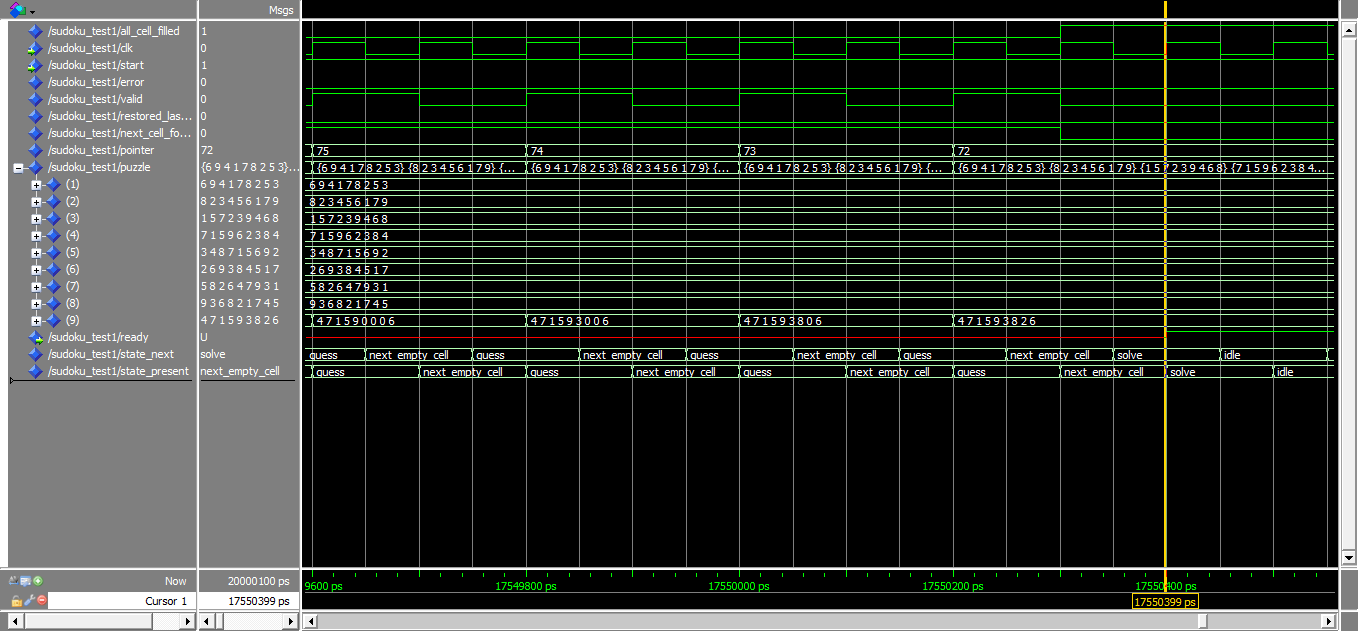 Msgs
/sudoku_test1/all_cell_filled 1
/sudoku_test1/clk 0
/sudoku_test1/start 1
/sudoku_test1/error 0
/sudoku_test1/valid 0
/sudoku_test1/restored_las... 0
/sudoku_test1/next_cell_fo... 0
/sudoku_test1/pointer 72 75 74 73 72
/sudoku_test1/puzzle {6 9 4 1 7 8 2 5 3}... {6 9 4 1 7 8 2 5 3} {8 2 3 4 5 6 1 7 9} {... {6 9 4 1 7 8 2 5 3} {8 2 3 4 5 6 1 7 9} {... {6 9 4 1 7 8 2 5 3} {8 2 3 4 5 6 1 7 9} {... {6 9 4 1 7 8 2 5 3} {8 2 3 4 5 6 1 7 9} {1 5 7 2 3 9 4 6 8} {7 1 5 9 6 2 3 8 4...
(1) 6 9 4 1 7 8 2 5 3 6 9 4 1 7 8 2 5 3
(2) 8 2 3 4 5 6 1 7 9 8 2 3 4 5 6 1 7 9
(3) 1 5 7 2 3 9 4 6 8 1 5 7 2 3 9 4 6 8
(4) 7 1 5 9 6 2 3 8 4 7 1 5 9 6 2 3 8 4
(5) 3 4 8 7 1 5 6 9 2 3 4 8 7 1 5 6 9 2
(6) 2 6 9 3 8 4 5 1 7 2 6 9 3 8 4 5 1 7
(7) 5 8 2 6 4 7 9 3 1 5 8 2 6 4 7 9 3 1
(8) 9 3 6 8 2 1 7 4 5 9 3 6 8 2 1 7 4 5
(9) 4 7 1 5 9 3 8 2 6 4 7 1 5 9 0 0 0 6 4 7 1 5 9 3 0 0 6 4 7 1 5 9 3 8 0 6 4 7 1 5 9 3 8 2 6
/sudoku_test1/ready U
/sudoku_test1/state_next solve guess next_empty_cell guess next_empty_cell guess next_empty_cell guess next_empty_cell solve idle
/sudoku_test1/state_present next_empty_cell guess next_empty_cell guess next_empty_cell guess next_empty_cell guess next_empty_cell solve idle
Now 20000100 ps 9600 ps 17549800 ps 17550000 ps 17550200 ps 17550400 ps
Cursor 1 17550399 ps 17550399 ps